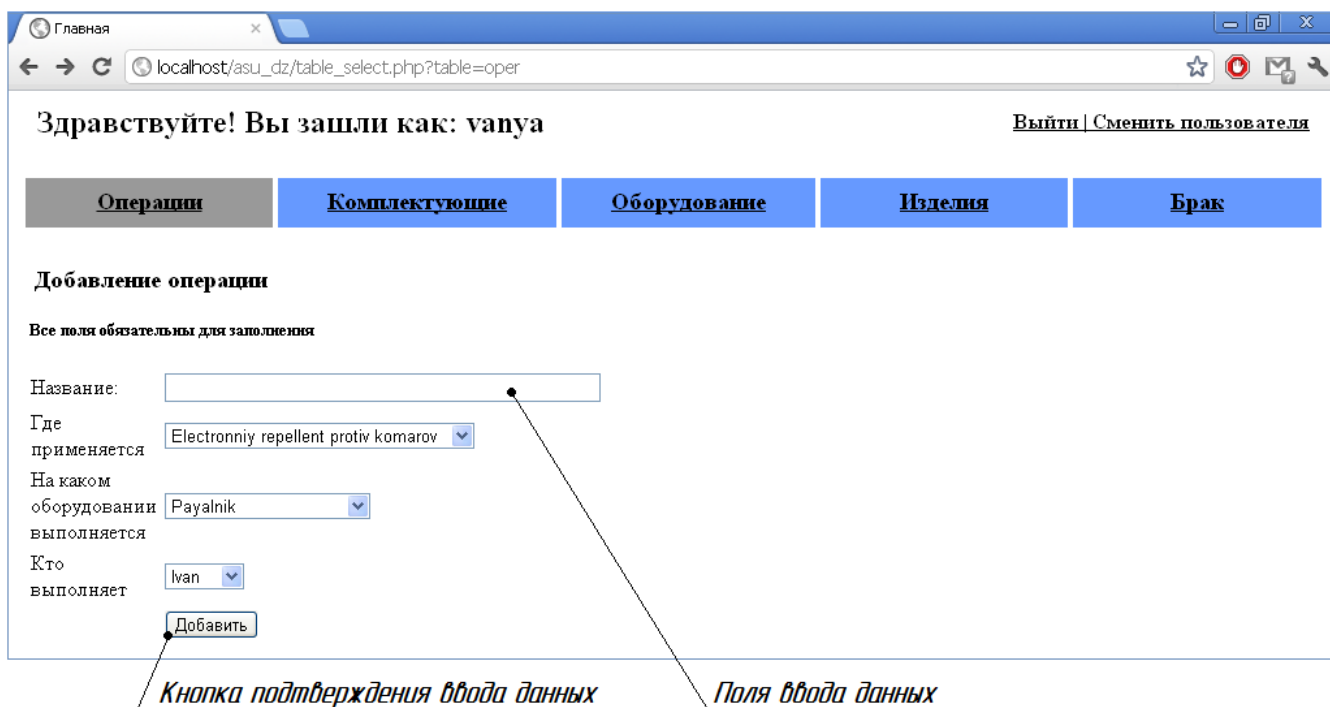 Главная
localhost/asu_dz/table_select.php?table=oper
Здравствуйте! Вы зашли как: vanya
Выйти | Сменить пользователя
Операции
Комплектующие
Оборудование
Изделия
Брак
Добавление операции
Все поля обязательны для заполнения
Название:
Где
применяется
Electronniy repellent protiv komarov
На каком
оборудовании
выполняется
Payalnik
Кто
выполняет
Ivan
Добавить
Кнопка подтверждения ввода данных
Поля ввода данных